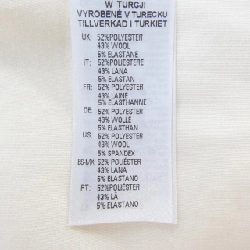 W TURCJI
VYROBENÉ V TURECKU
TILLVERKAD I TURKIET
UK: 52%POLYESTER
43% WOOL
5% ELASTANE
IT: 52%POLIESTERE
43% LANA
5% ELASTAN
FR: 52%POLYESTER
43% LAINE
5% ELASTHANNE
DE: 52%POLYESTER
43% WOLLE
5% ELASTHAN
US: 52%POLYESTER
43% WOOL
5% SPANDEX
ES-MX: 52% POLIÉSTER
43% LANA
5% ELASTANO
PT: 52%POLIÉSTER
43% LÃ
5% ELASTANO